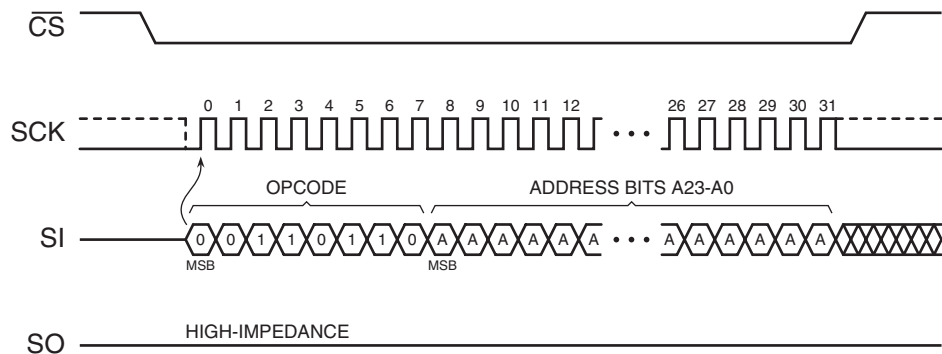 CS
0 1 2 3 4 5 6 7 8 9 10 11 12 26 27 28 29 30 31
SCK
OPCODE ADDRESS BITS A23-A0
SI 0 0 1 1 0 1 1 0 A A A A A A A A A A A A
MSB MSB
HIGH-IMPEDANCE
SO